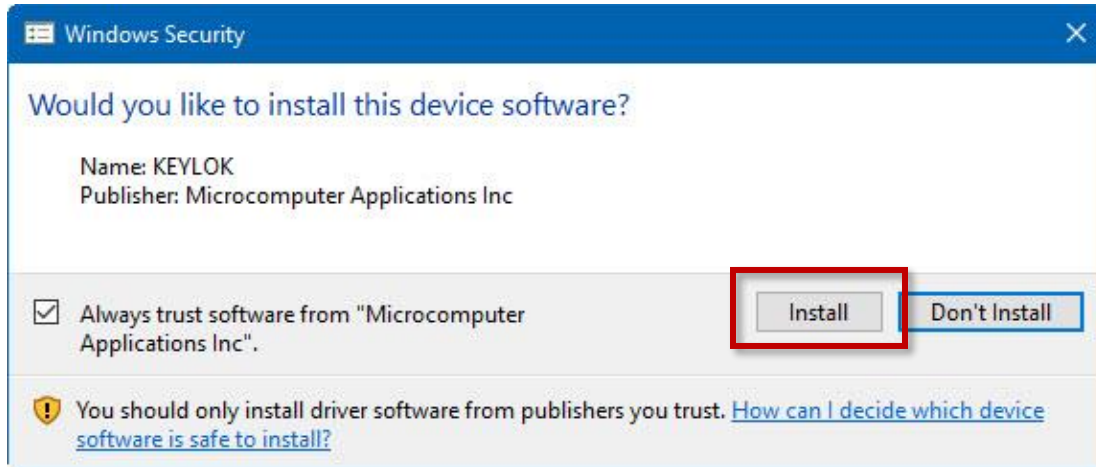 Windows Security
Would you like to install this device software?
Name: KEYLOK
Publisher: Microcomputer Applications Inc
Always trust software from "Microcomputer
Applications Inc".
Install
Don't Install
You should only install driver software from publishers you trust. How can I decide which device
software is safe to install?